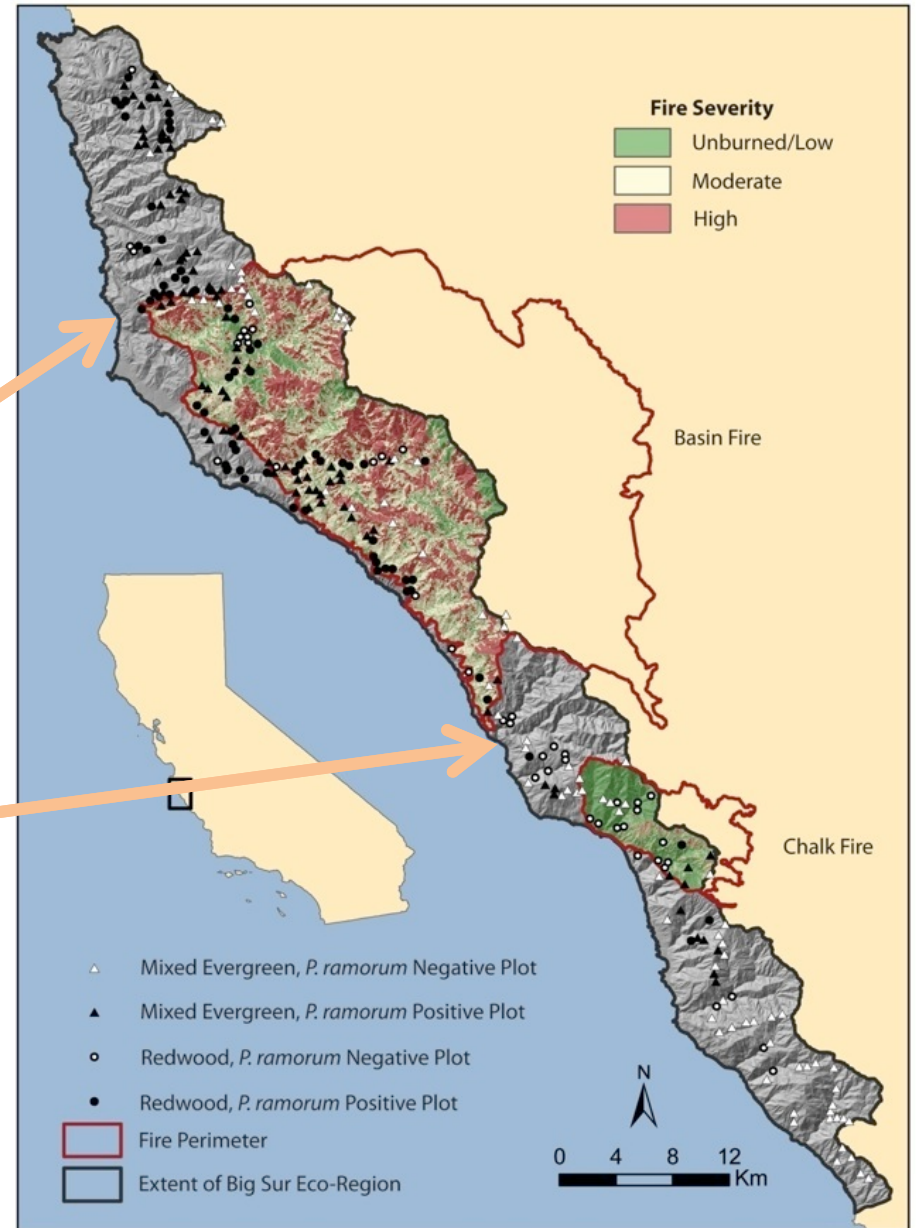 Fire Severity
Unburned/Low
Moderate
High
Basin Fire
Chalk Fire
Mixed Evergreen, P. ramorum Negative Plot
Mixed Evergreen, P. ramorum Positive Plot
Redwood, P. ramorum Negative Plot
Redwood, P. ramorum Positive Plot
Fire Perimeter
Extent of Big Sur Eco-Region
N
0 4 8 12
Km